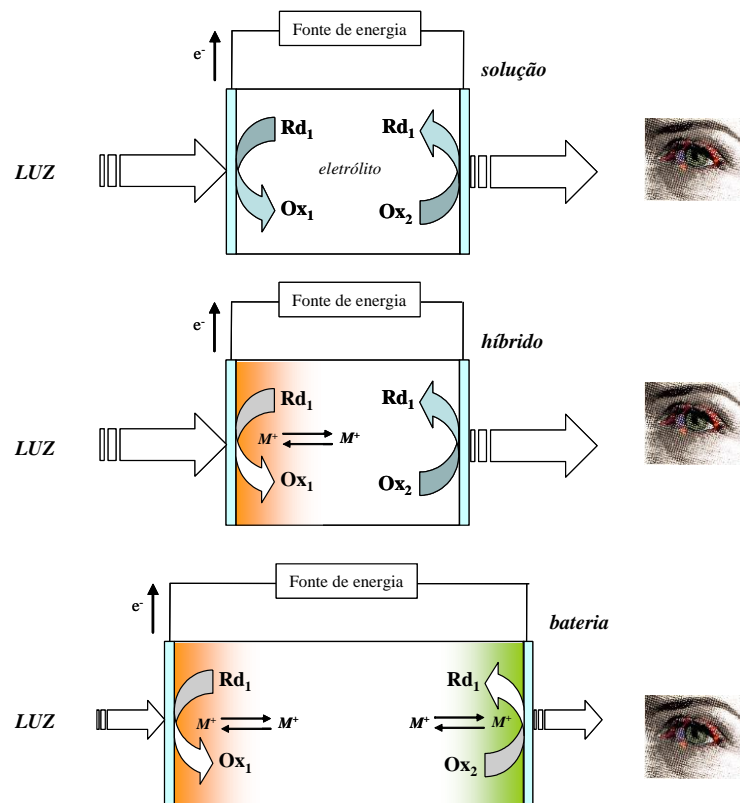 Fonte de energia
e⁻
solução
Rd₁ Rd₁
LUZ eletrólito
Ox₁ Ox₂
Fonte de energia
e⁻
híbrido
Rd₁ Rd₁
LUZ M⁺ M⁺
Ox₁ Ox₂
Fonte de energia
e⁻
bateria
Rd₁ Rd₁
LUZ M⁺ M⁺ M⁺ M⁺
Ox₁ Ox₂